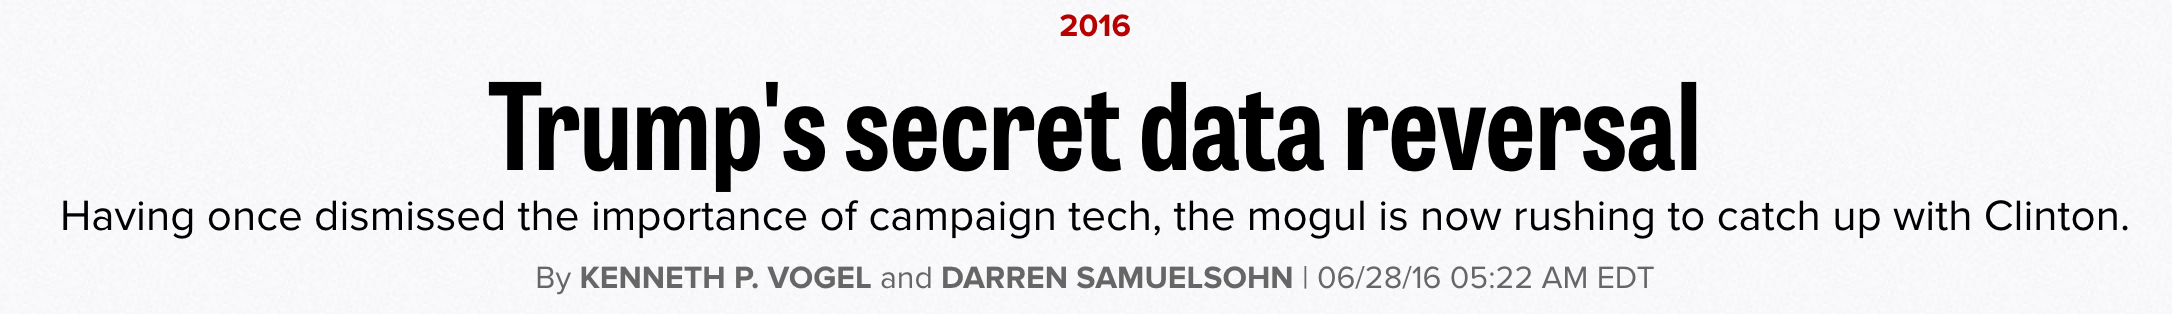 2016
Trump's secret data reversal
Having once dismissed the importance of campaign tech, the mogul is now rushing to catch up with Clinton.
By KENNETH P. VOGEL and DARREN SAMUELSOHN | 06/28/16 05:22 AM EDT